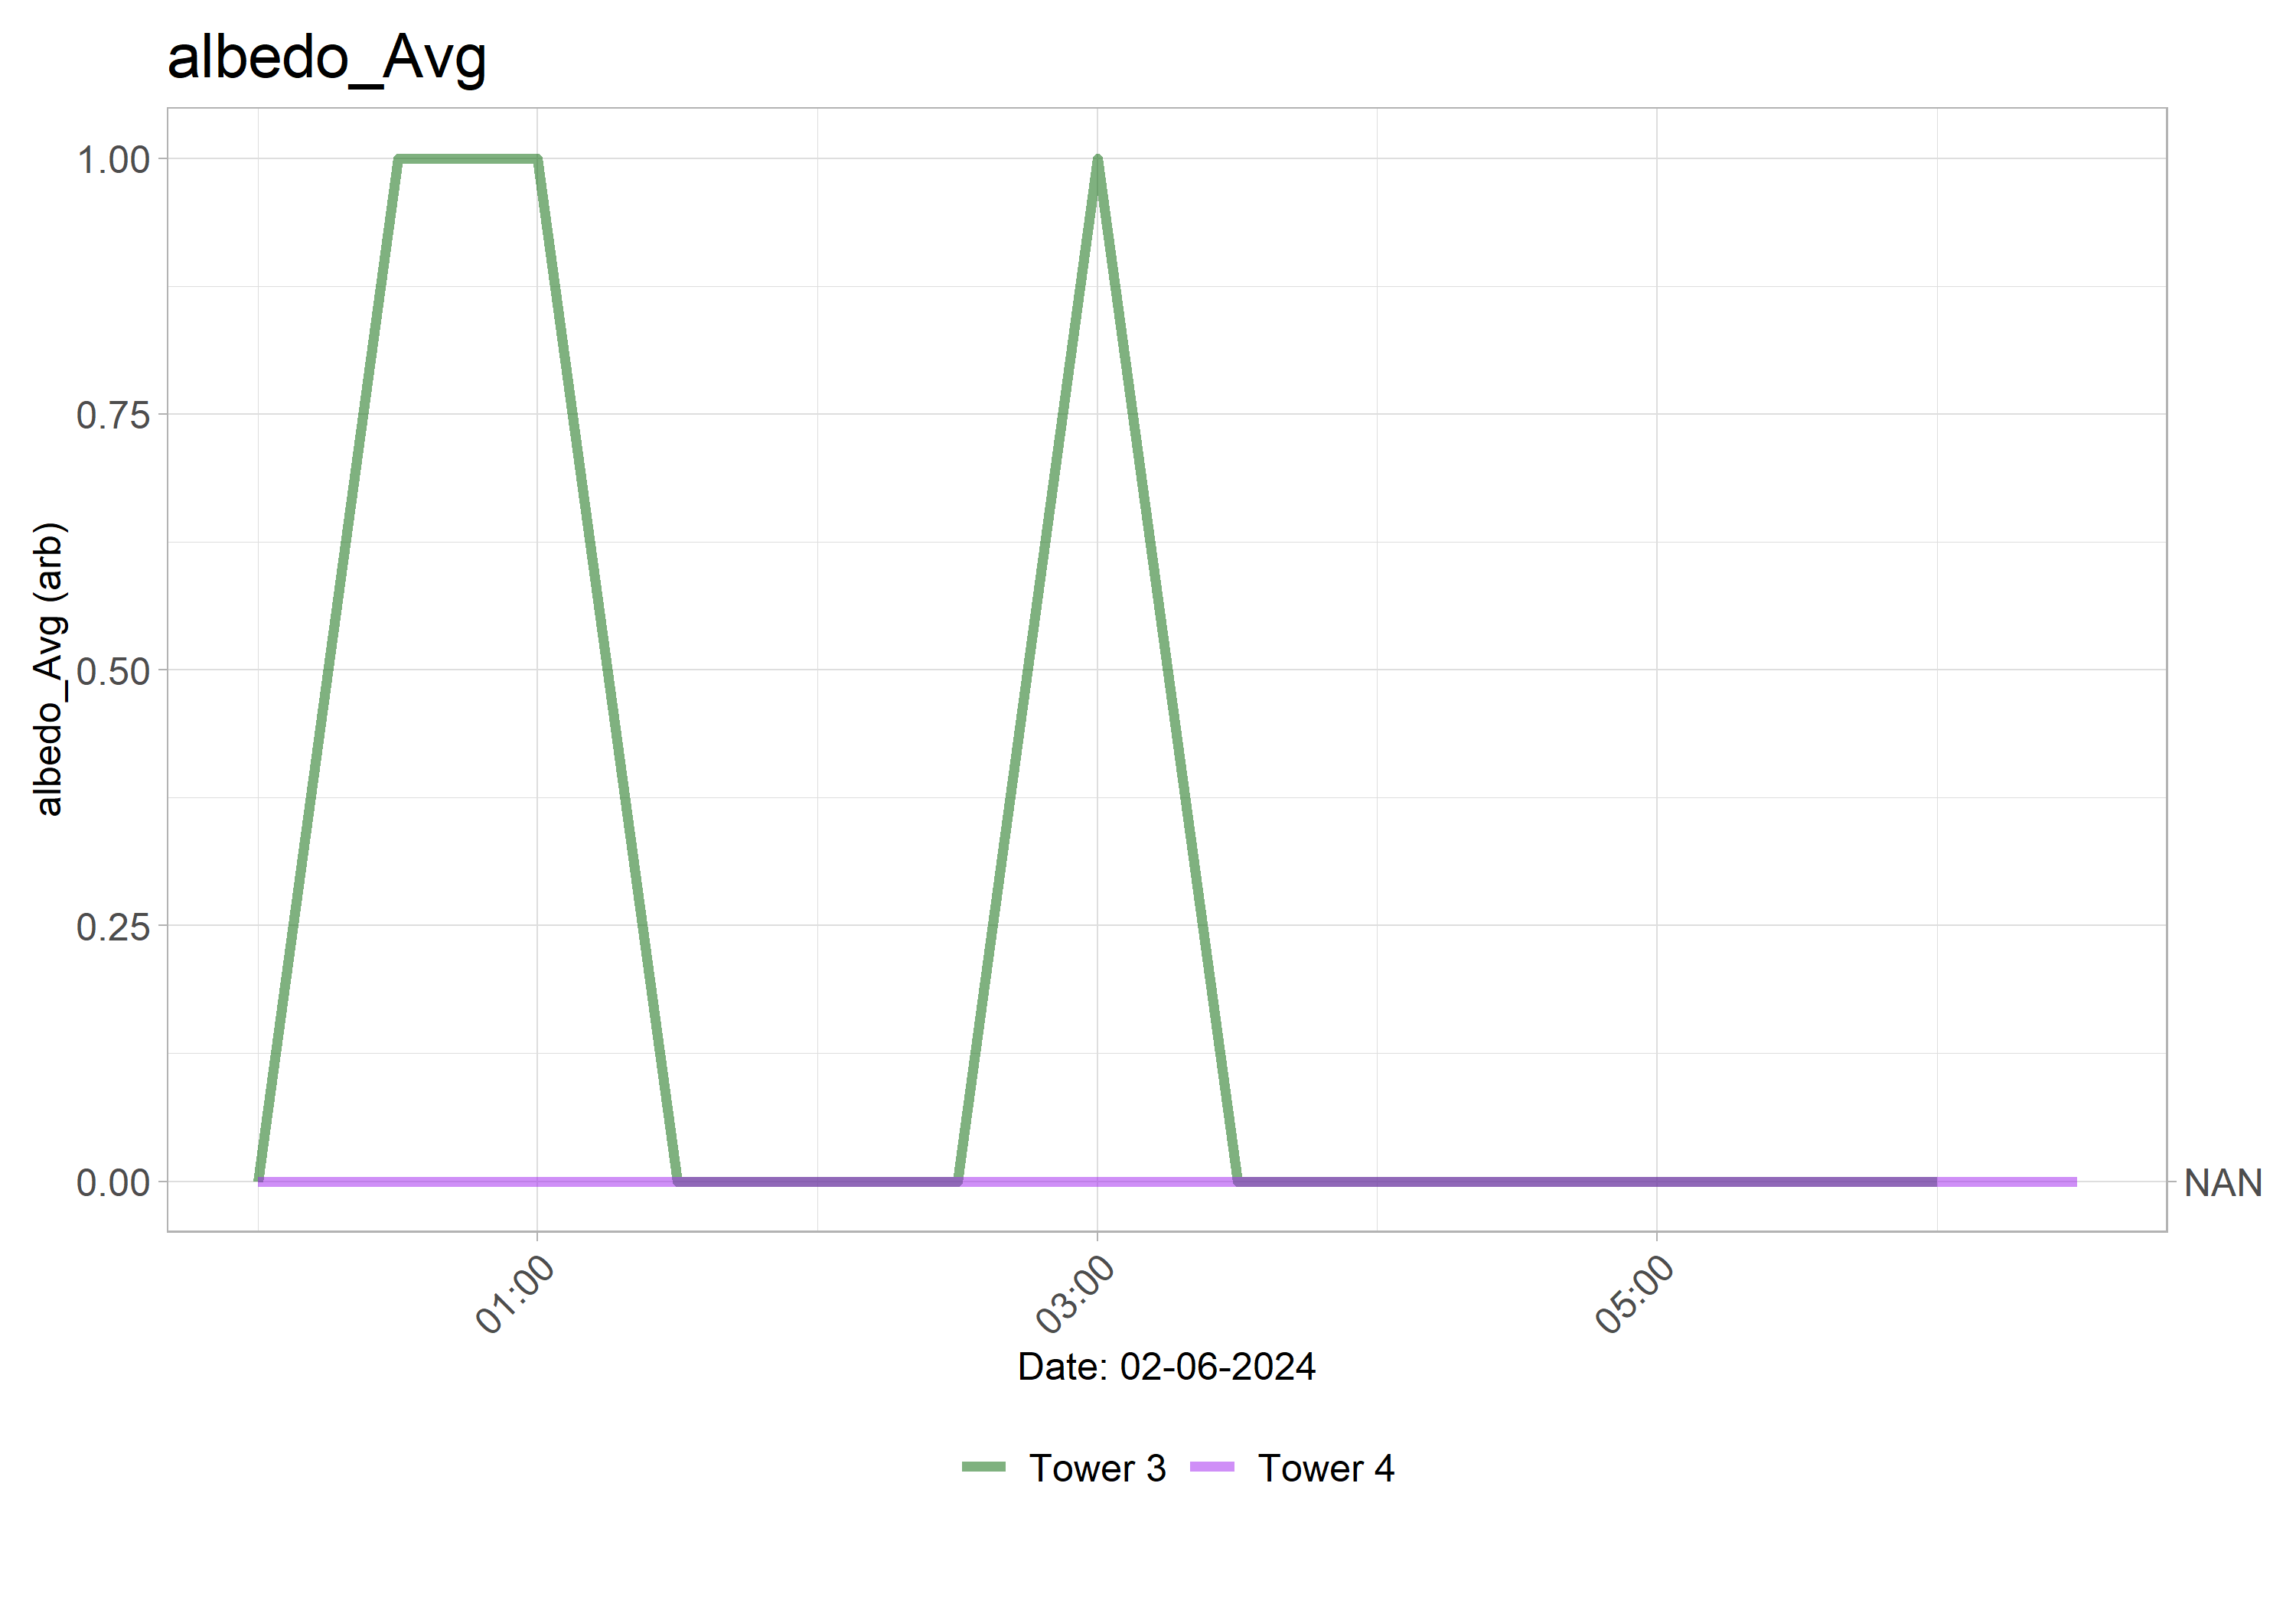 albedo_Avg
1.00
0.75
0.50
0.25
0.00
albedo_Avg (arb)
NAN
01:00
03:00
05:00
Date: 02-06-2024
Tower 3
Tower 4